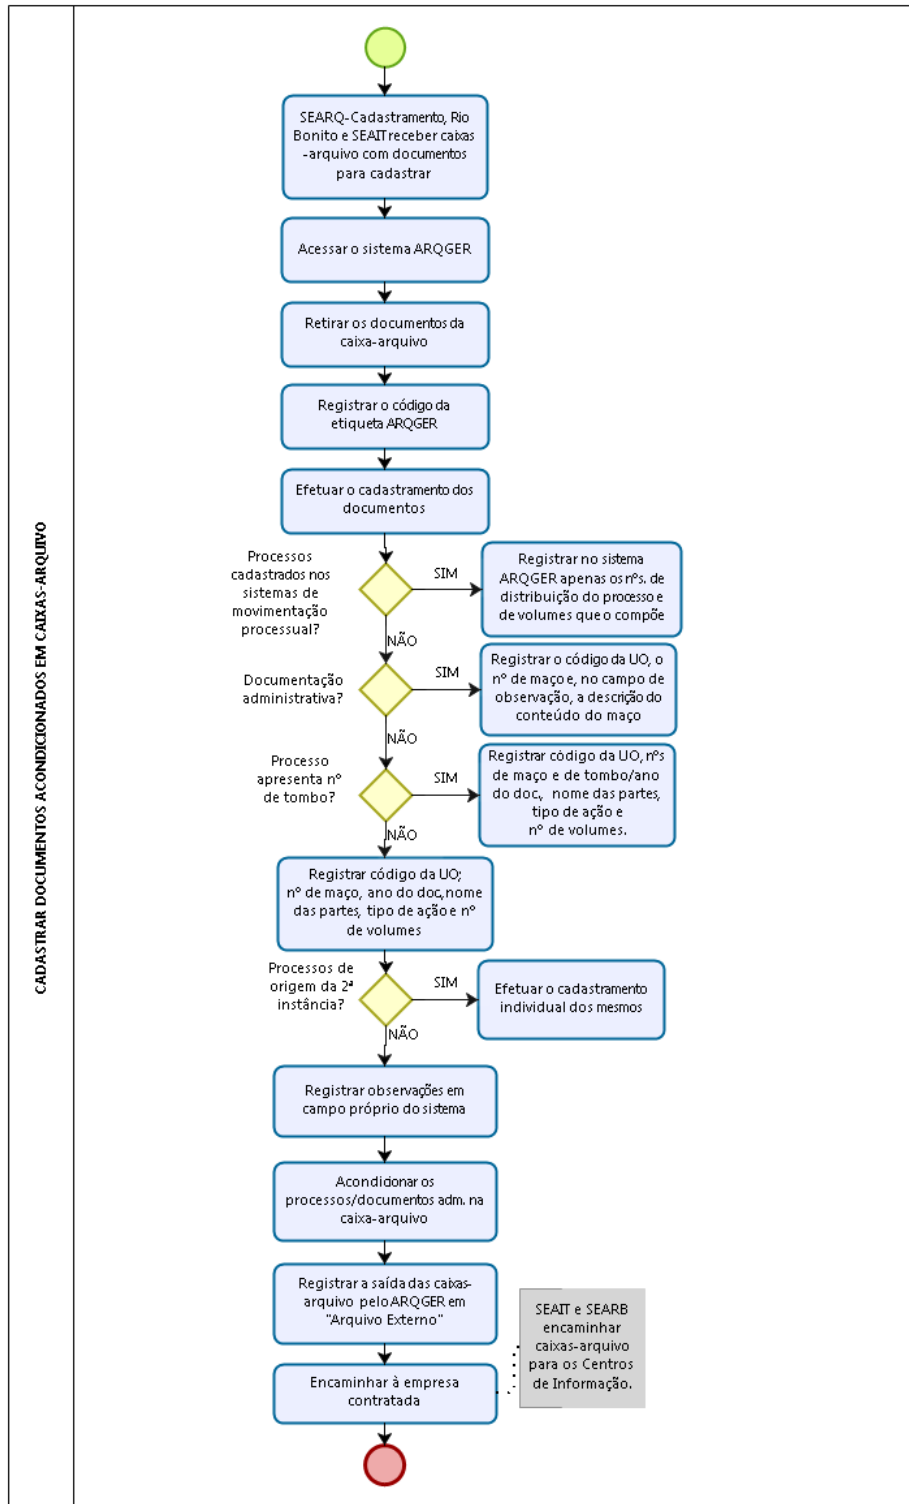 CADASTRAR DOCUMENTOS ACONDICIONADOS EM CAIXAS-ARQUIVO
SEARQ-Cadastramento, Rio
Bonito e SEAIT receber caixas
-arquivo com documentos
para cadastrar
Acessar o sistema ARQGER
Retirar os documentos da
caixa-arquivo
Registrar o código da
etiqueta ARQGER
Efetuar o cadastramento dos
documentos
Processos
cadastrados nos
sistemas de
movimentação
processual?
SIM
Registrar no sistema
ARQGER apenas os nºs. de
distribuição do processo e
de volumes que o compõe
NÃO
Documentação
administrativa?
SIM
Registrar o código da UO, o
nº de maço e, no campo de
observação, a descrição do
conteúdo do maço
NÃO
Processo
apresenta nº
de tombo?
SIM
Registrar código da UO, nºs
de maço e de tombo/ano
do doc., nome das partes,
tipo de ação e
nº de volumes.
NÃO
Registrar código da UO;
nº de maço, ano do doc, nome
das partes, tipo de ação e nº
de volumes
Processos de
origem da 2ª
instância?
SIM
Efetuar o cadastramento
individual dos mesmos
NÃO
Registrar observações em
campo próprio do sistema
Acondicionar os
processos/documentos adm. na
caixa-arquivo
Registrar a saída das caixas-
arquivo pelo ARQGER em
"Arquivo Externo"
SEAIT e SEARB
encaminhar
caixas-arquivo
para os Centros
de Informação.
Encaminhar à empresa
contratada